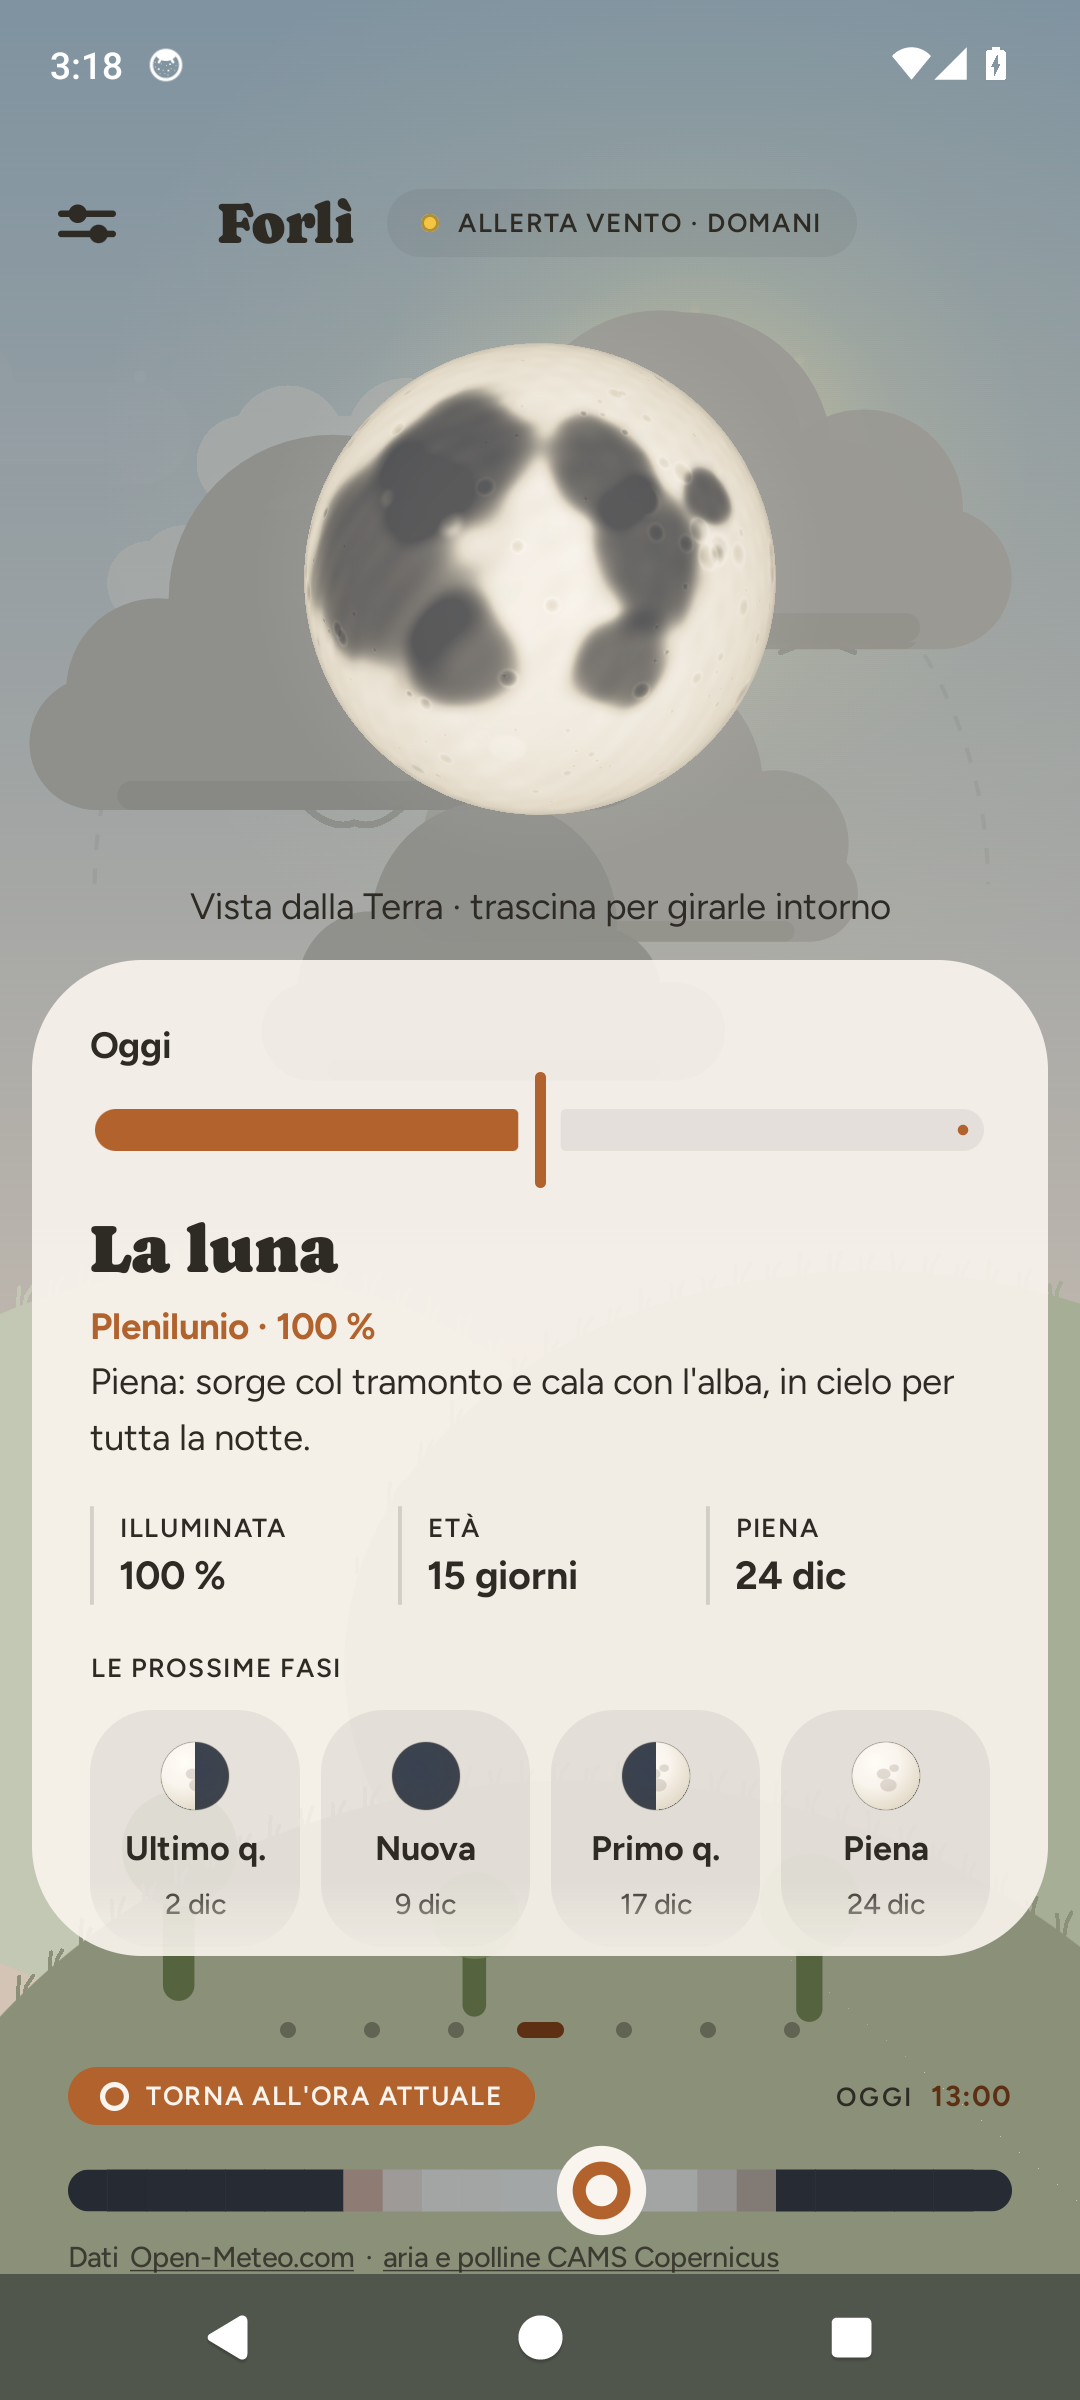 3:18
Forlì
ALLERTA VENTO · DOMANI
Vista dalla Terra · trascina per girarle intorno
Oggi
La luna
Plenilunio · 100 %
Piena: sorge col tramonto e cala con l'alba, in cielo per
tutta la notte.
ILLUMINATA
100 %
ETÀ
15 giorni
PIENA
24 dic
LE PROSSIME FASI
Ultimo q.
2 dic
Nuova
9 dic
Primo q.
17 dic
Piena
24 dic
TORNA ALL'ORA ATTUALE
OGGI 13:00
Dati Open-Meteo.com · aria e polline CAMS Copernicus